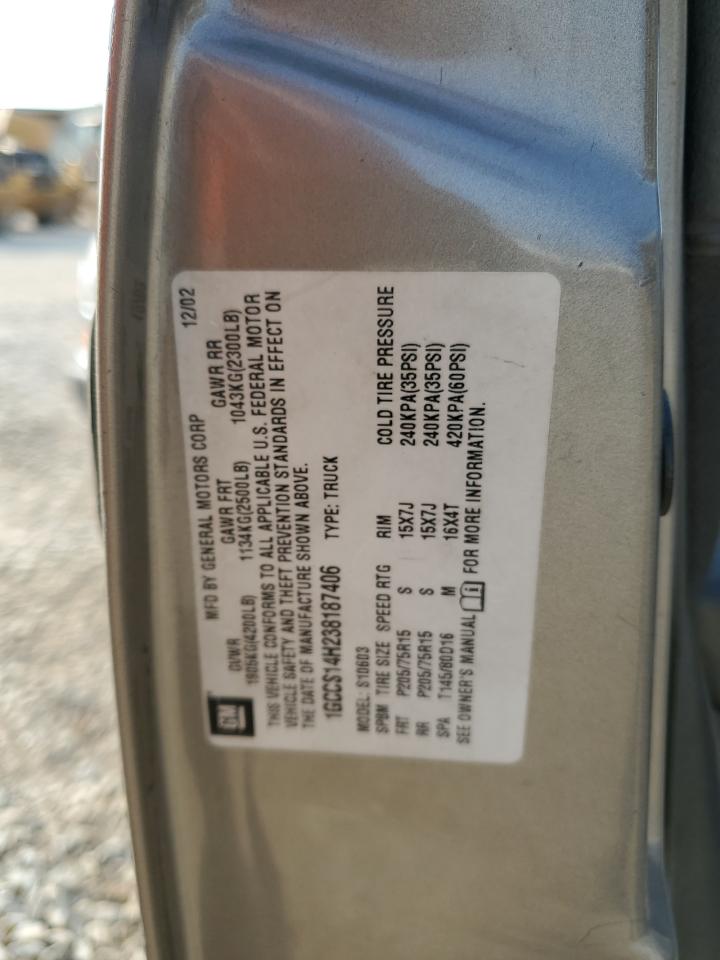 GM
MFD BY GENERAL MOTORS CORP 12/02
GVWR GAWR FRT GAWR RR
1905KG(4200LB) 1134KG(2500LB) 1043KG(2300LB)
THIS VEHICLE CONFORMS TO ALL APPLICABLE U.S. FEDERAL MOTOR
VEHICLE SAFETY AND THEFT PREVENTION STANDARDS IN EFFECT ON
THE DATE OF MANUFACTURE SHOWN ABOVE.
1GCCS14H238187406 TYPE: TRUCK
MODEL: S10603
SPBM TIRE SIZE SPEED RTG RIM COLD TIRE PRESSURE
FRT P205/75R15 S 15X7J 240KPA(35PSI)
RR P205/75R15 S 15X7J 240KPA(35PSI)
SPA T145/80D16 M 16X4T 420KPA(60PSI)
SEE OWNER'S MANUAL FOR MORE INFORMATION.